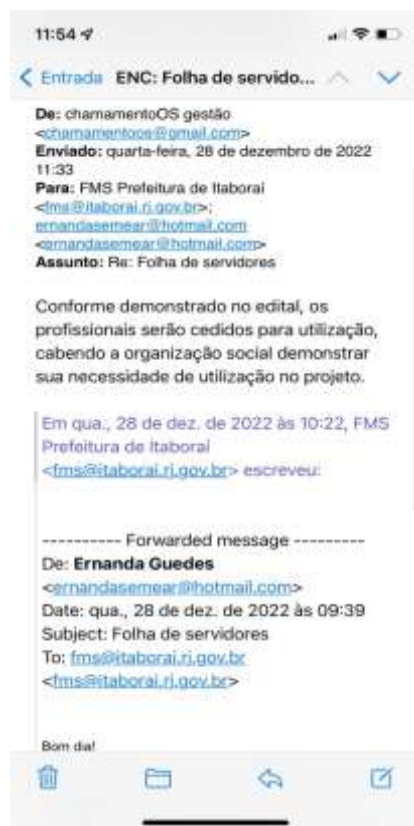 11:54
Entrada ENC: Folha de servido...
De: chamamentoOS gestão
<chamamentoos@gmail.com>
Enviado: quarta-feira, 28 de dezembro de 2022
11:33
Para: FMS Prefeitura de Itaborai
<fms@itaborai.rj.gov.br>;
ernandasemear@hotmail.com
<ernandasemear@hotmail.com>
Assunto: Re: Folha de servidores
Conforme demonstrado no edital, os
profissionais serão cedidos para utilização,
cabendo a organização social demonstrar
sua necessidade de utilização no projeto.
Em qua., 28 de dez. de 2022 às 10:22, FMS
Prefeitura de Itaborai
<fms@itaborai.rj.gov.br> escreveu:
---------- Forwarded message ---------
De: Ernanda Guedes
<ernandasemear@hotmail.com>
Date: qua., 28 de dez. de 2022 às 09:39
Subject: Folha de servidores
To: fms@itaborai.rj.gov.br
<fms@itaborai.rj.gov.br>
Bom dia!